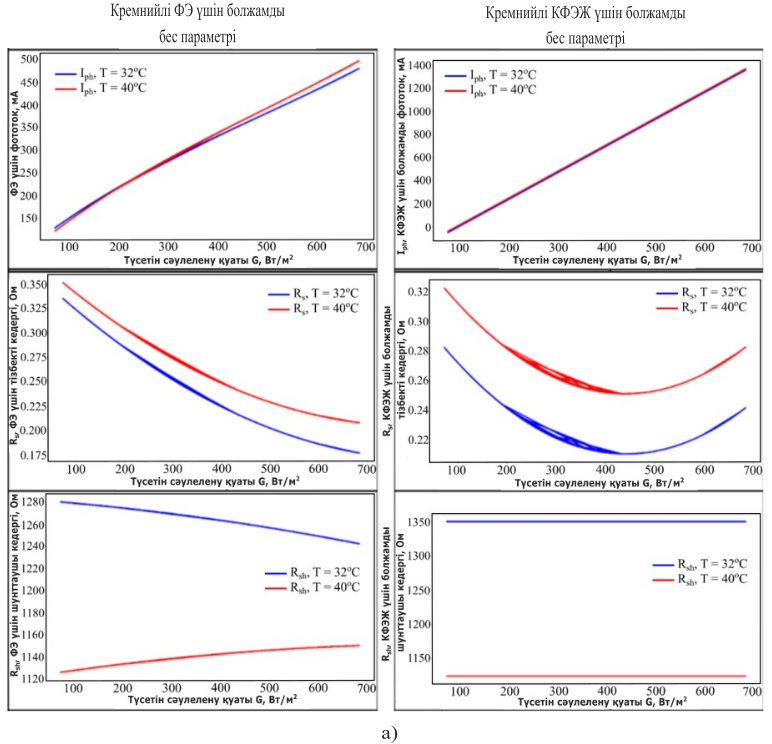 Кремнийлі ФЭ үшін болжамды
бес параметрі
Кремнийлі КФЭЖ үшін болжамды
бес параметрі
ФЭ үшін фототок, мА
500
450
400
350
300
250
200
150
Iph, T = 32°C
Iph, T = 40°C
100 200 300 400 500 600 700
Түсетін сәулелену қуаты G, Вт/м²
Iph, КФЭЖ үшін болжамды фототок, мА
1400
1200
1000
800
600
400
200
0
Iph, T = 32°C
Iph, T = 40°C
100 200 300 400 500 600 700
Түсетін сәулелену қуаты G, Вт/м²
Rs, ФЭ үшін тізбекті кедергі, Ом
0.350
0.325
0.300
0.275
0.250
0.225
0.200
0.175
Rs, T = 32°C
Rs, T = 40°C
100 200 300 400 500 600 700
Түсетін сәулелену қуаты G, Вт/м²
Rs, КФЭЖ үшін болжамды
тізбекті кедергі, Ом
0.32
0.30
0.28
0.26
0.24
0.22
Rs, T = 32°C
Rs, T = 40°C
100 200 300 400 500 600 700
Түсетін сәулелену қуаты G, Вт/м²
Rsh, ФЭ үшін шунттаушы кедергі, Ом
1280
1260
1240
1220
1200
1180
1160
1140
1120
Rsh, T = 32°C
Rsh, T = 40°C
100 200 300 400 500 600 700
Түсетін сәулелену қуаты G, Вт/м²
Rsh, КФЭЖ үшін болжамды
шунттаушы кедергі, Ом
1350
1300
1250
1200
1150
Rsh, T = 32°C
Rsh, T = 40°C
100 200 300 400 500 600 700
Түсетін сәулелену қуаты G, Вт/м²
а)